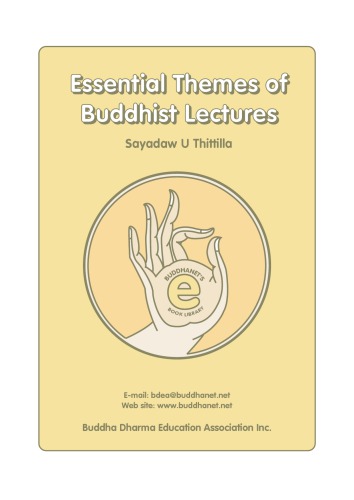 Essential Themes of
Buddhist Lectures
Sayadaw U Thittilla
BUDDHANET'S
e
BOOK LIBRARY
E-mail: bdea@buddhanet.net
Web site: www.buddhanet.net
Buddha Dharma Education Association Inc.